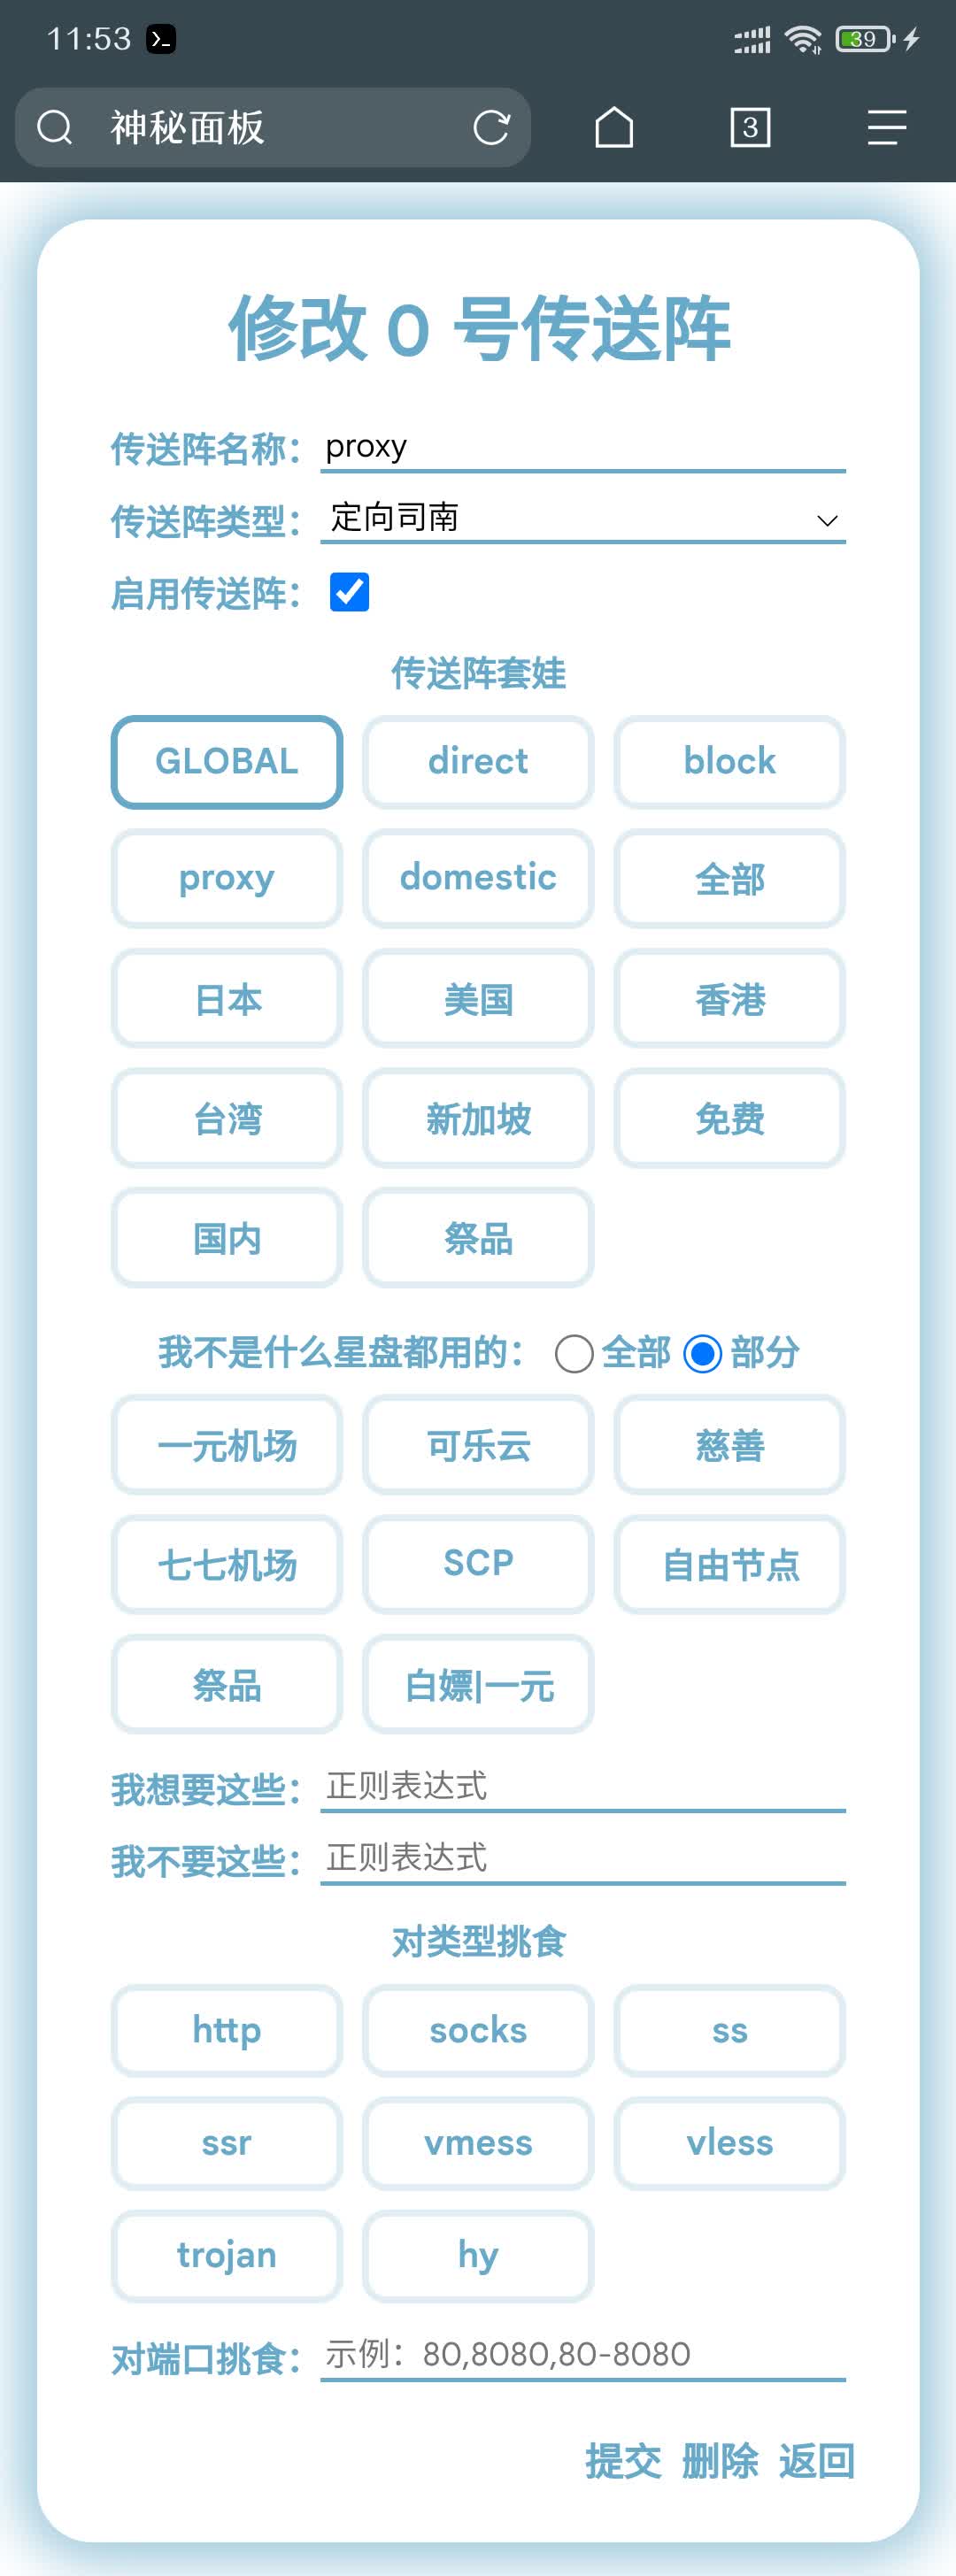 11:53
39
神秘面板
3
修改 0 号传送阵
传送阵名称： proxy
传送阵类型： 定向司南
启用传送阵：
传送阵套娃
GLOBAL direct block
proxy domestic 全部
日本 美国 香港
台湾 新加坡 免费
国内 祭品
我不是什么星盘都用的： 全部 部分
一元机场 可乐云 慈善
七七机场 SCP 自由节点
祭品 白嫖|一元
我想要这些： 正则表达式
我不要这些： 正则表达式
对类型挑食
http socks ss
ssr vmess vless
trojan hy
对端口挑食： 示例：80,8080,80-8080
提交 删除 返回